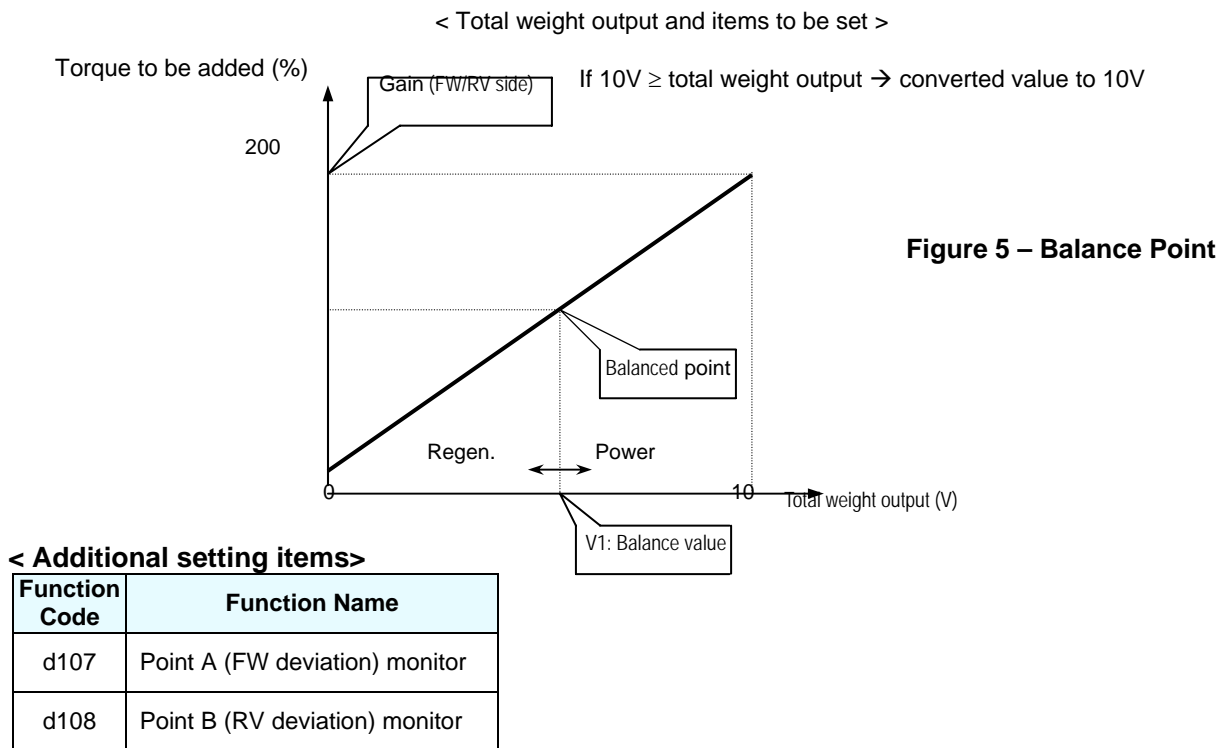 < Total weight output and items to be set >
Torque to be added (%)
Gain (FW/RV side)
If 10V ≥ total weight output → converted value to 10V
200
Figure 5 – Balance Point
Balanced point
Regen.
Power
0
10
Total weight output (V)
V1: Balance value
< Additional setting items>
Function Code
Function Name
d107
Point A (FW deviation) monitor
d108
Point B (RV deviation) monitor